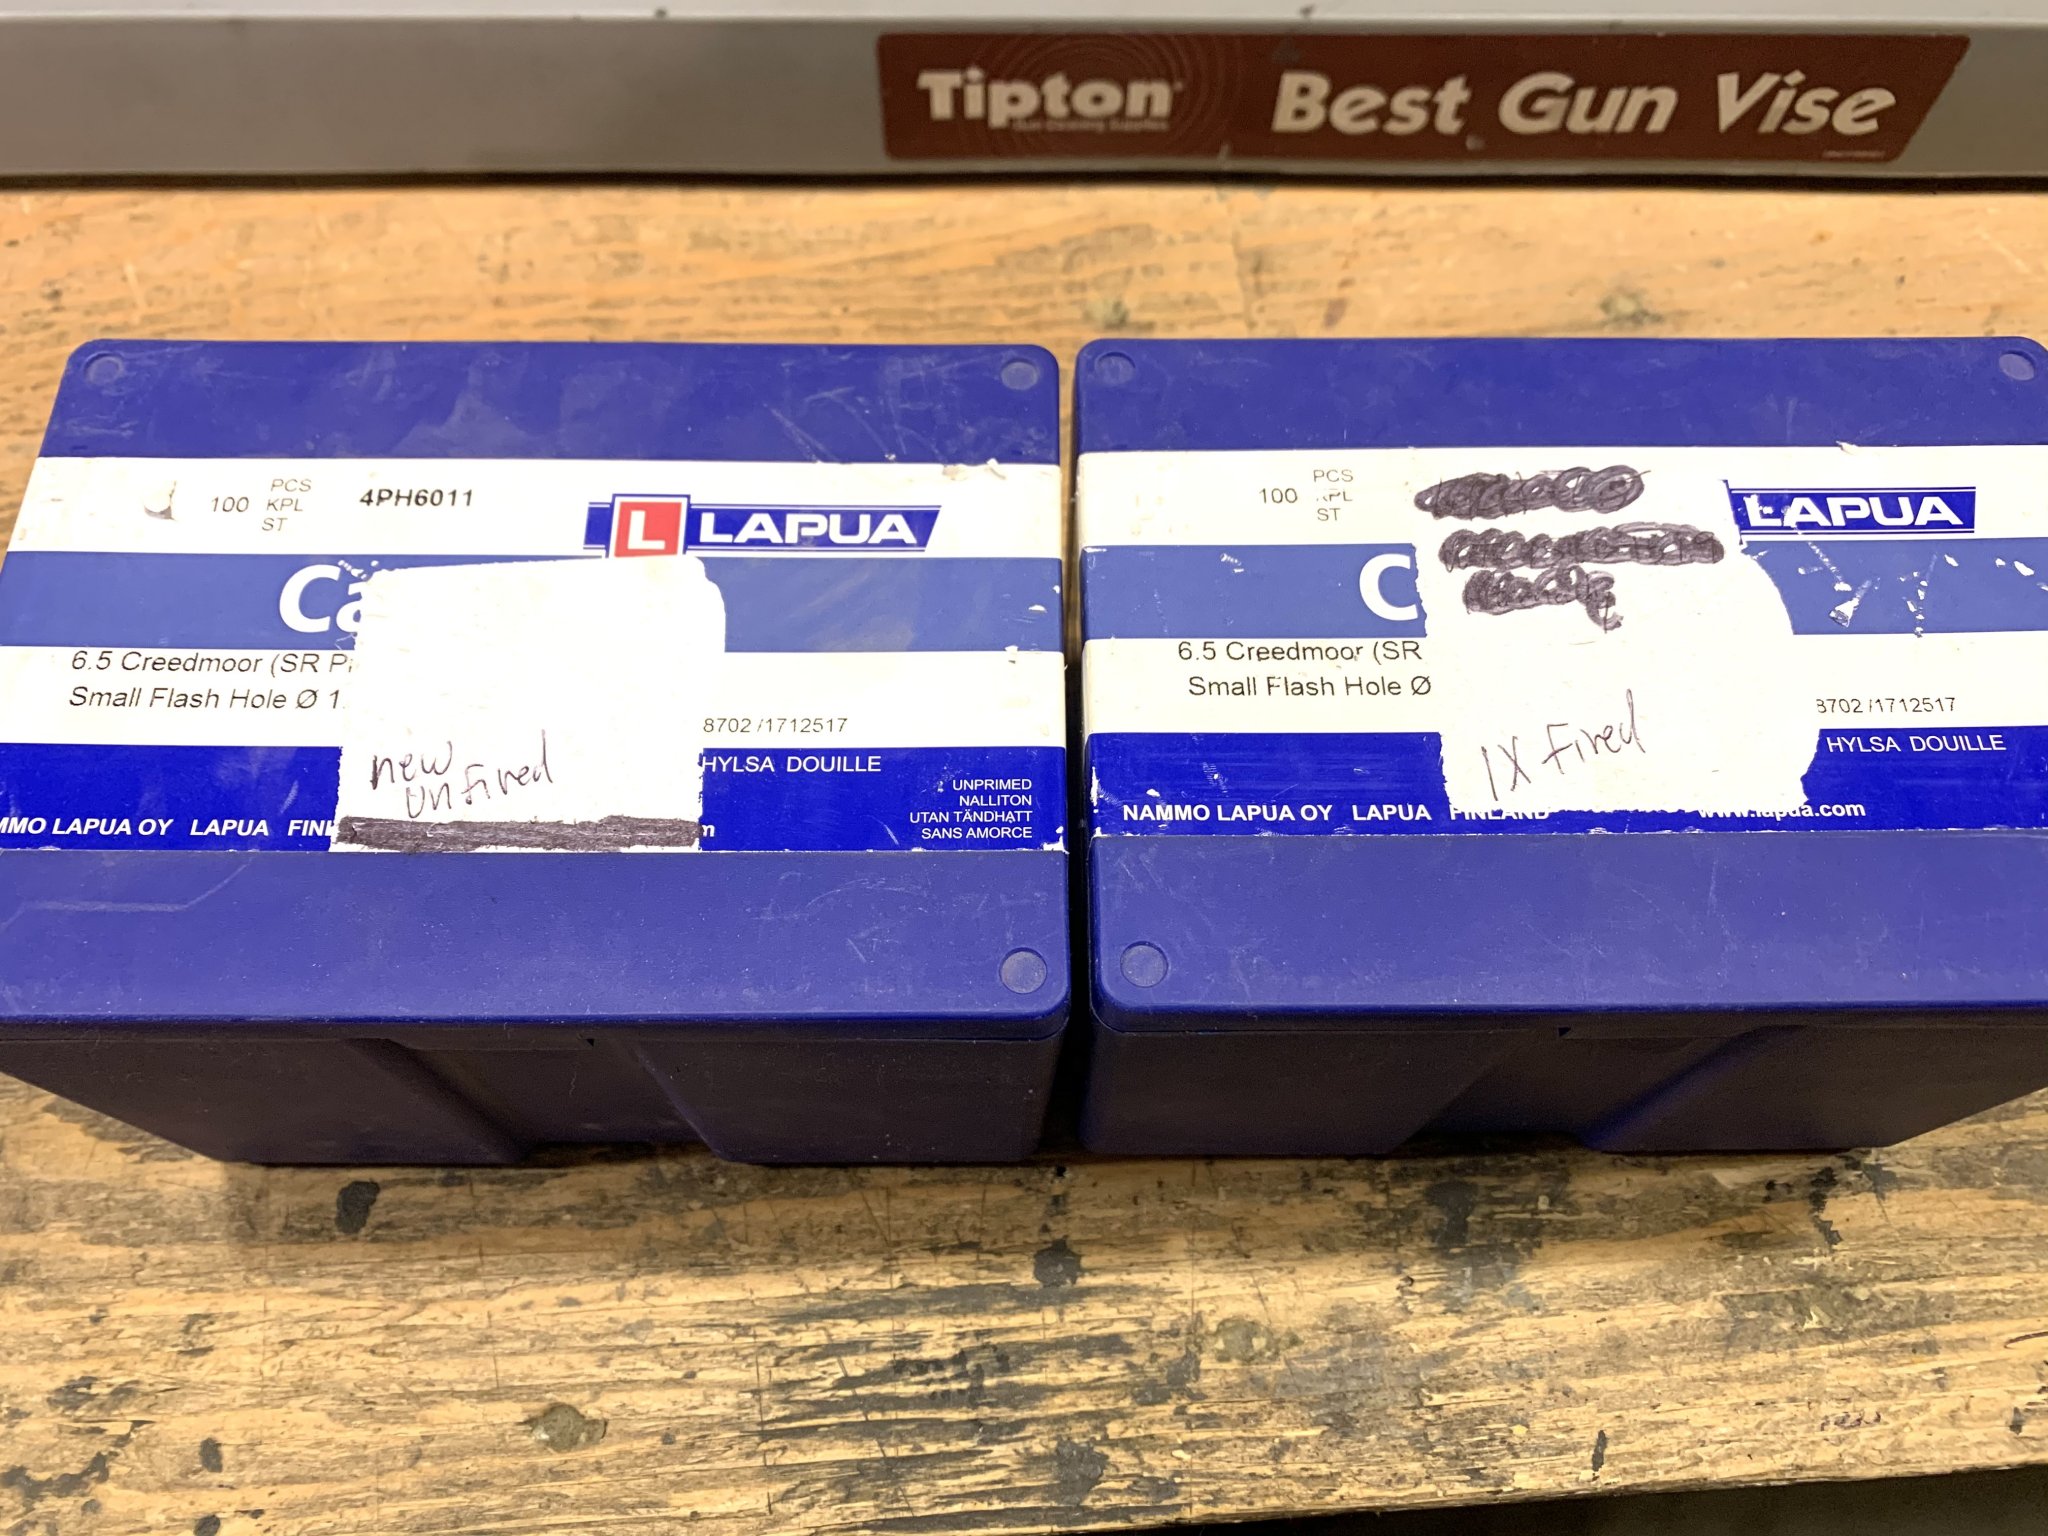 Tipton
Best Gun Vise
100 PCS KPL ST
4PH6011
L LAPUA
Ca
6.5 Creedmoor (SR P
Small Flash Hole Ø 1.
8702 /1712517
new
unfired
HYLSA DOUILLE
UNPRIMED
NALLITON
UTAN TÄNDHATT
SANS AMORCE
MMO LAPUA OY LAPUA FIN
100 PCS KPL ST
LAPUA
C
6.5 Creedmoor (SR
Small Flash Hole Ø
8702 /1712517
1X Fired
HYLSA DOUILLE
NAMMO LAPUA OY LAPUA FINLAND www.lapua.com